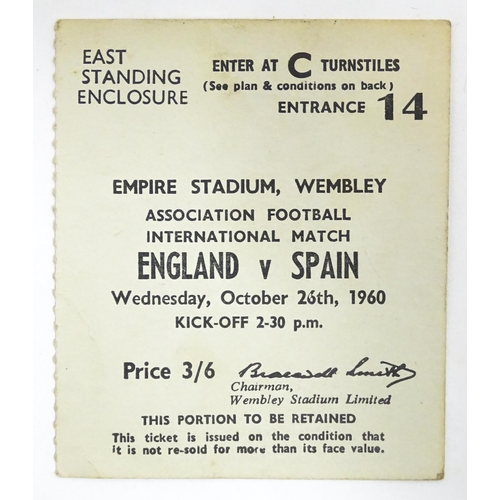 EAST
STANDING
ENCLOSURE
ENTER AT C TURNSTILES
(See plan & conditions on back)
ENTRANCE 14
EMPIRE STADIUM, WEMBLEY
ASSOCIATION FOOTBALL
INTERNATIONAL MATCH
ENGLAND v SPAIN
Wednesday, October 26th, 1960
KICK-OFF 2-30 p.m.
Price 3/6
Bracewell Smith
Chairman,
Wembley Stadium Limited
THIS PORTION TO BE RETAINED
This ticket is issued on the condition that
it is not re-sold for more than its face value.